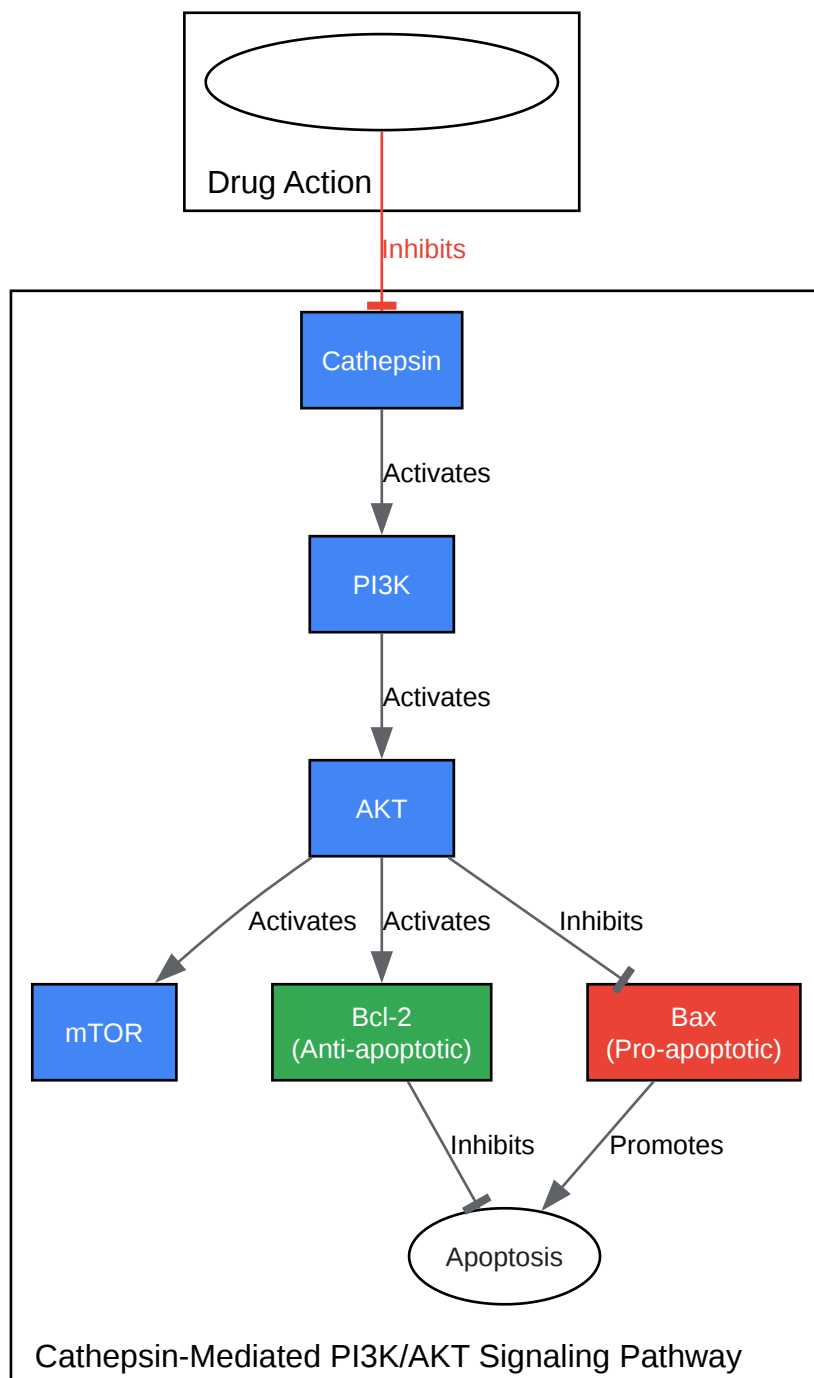 Drug Action
Inhibits
Cathepsin
Activates
PI3K
Activates
AKT
Activates
Activates
Inhibits
mTOR
Bcl-2
(Anti-apoptotic)
Bax
(Pro-apoptotic)
Inhibits
Promotes
Apoptosis
Cathepsin-Mediated PI3K/AKT Signaling Pathway